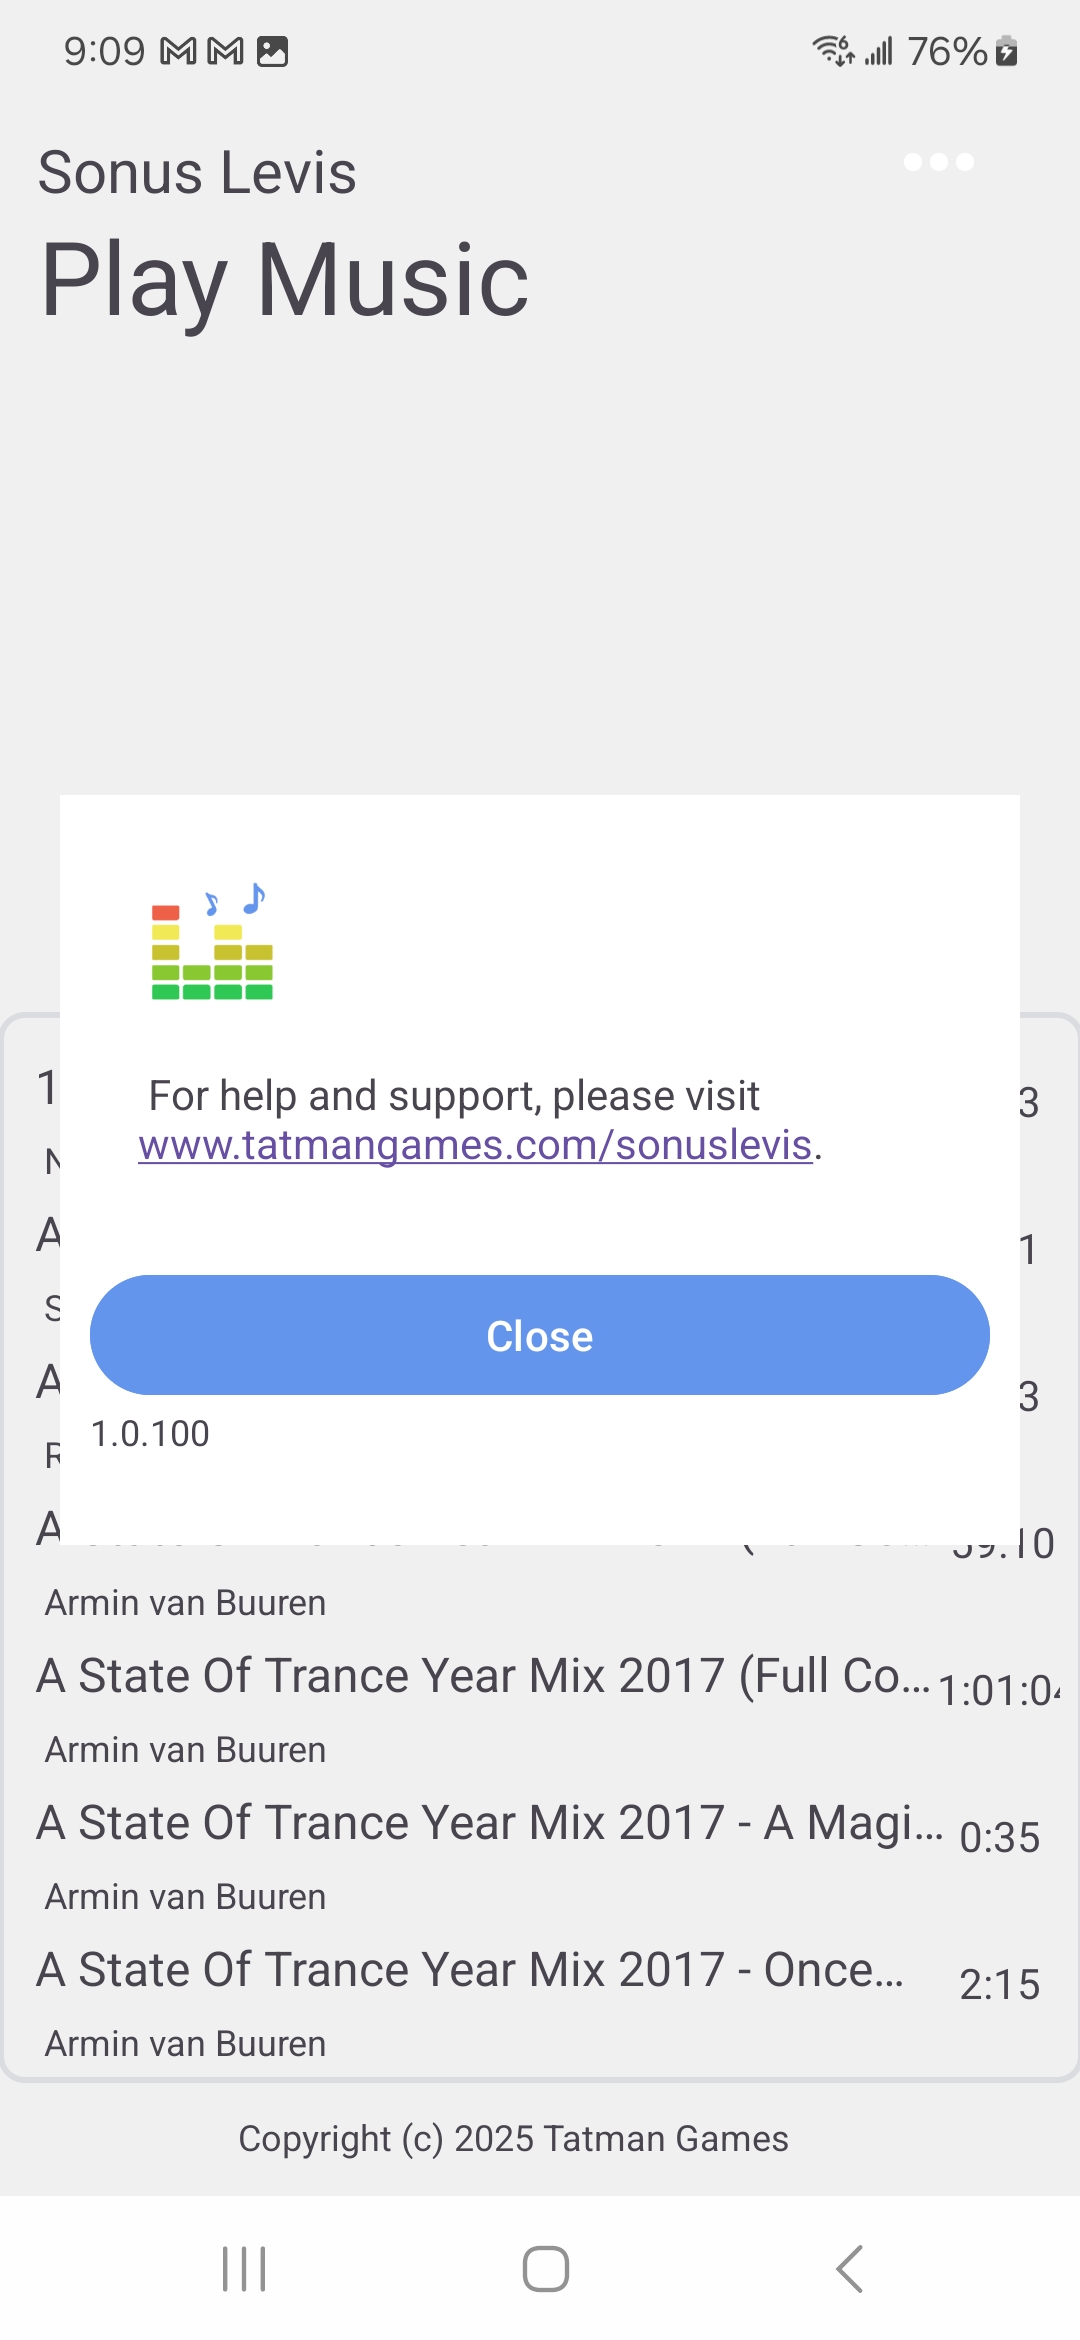 9:09
76%
Sonus Levis
Play Music
For help and support, please visit
www.tatmangames.com/sonuslevis.
Close
1.0.100
1
3
A
1
S
A
3
R
A
59:10
Armin van Buuren
A State Of Trance Year Mix 2017 (Full Co... 1:01:04
Armin van Buuren
A State Of Trance Year Mix 2017 - A Magi... 0:35
Armin van Buuren
A State Of Trance Year Mix 2017 - Once... 2:15
Armin van Buuren
Copyright (c) 2025 Tatman Games